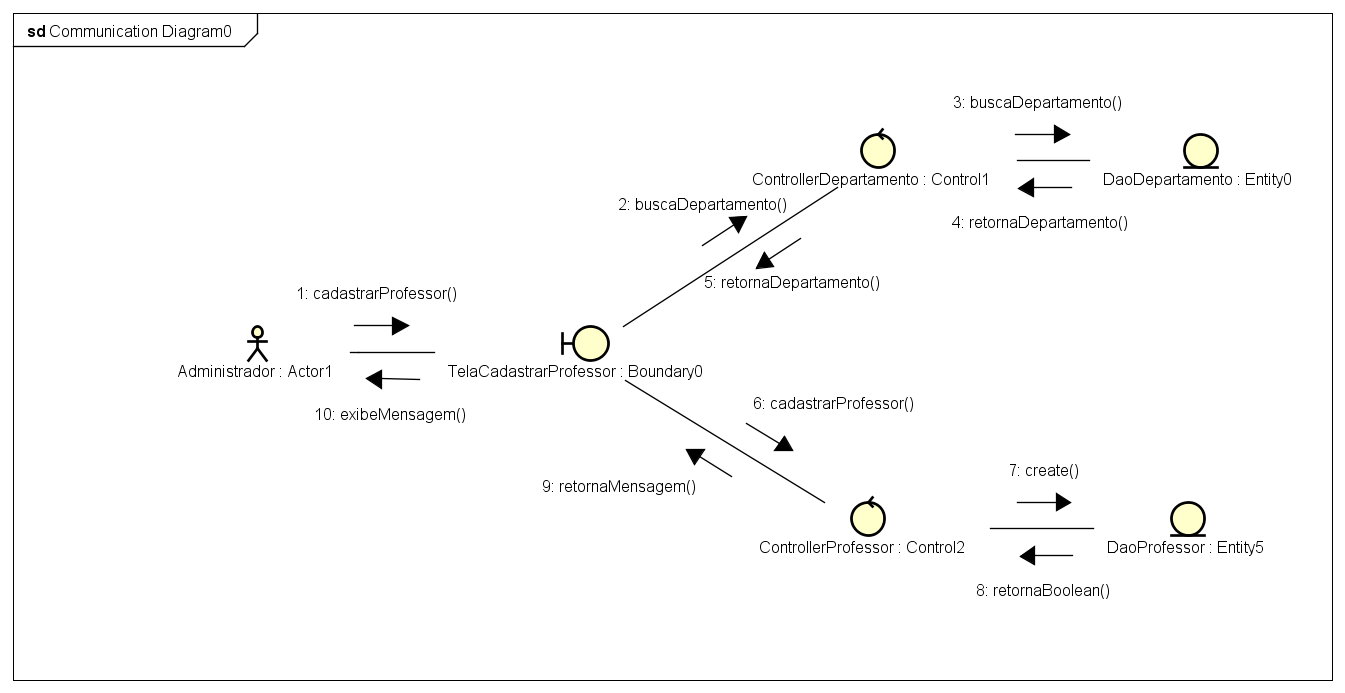 sd Communication Diagram0
3: buscaDepartamento()
ControllerDepartamento : Control1
DaoDepartamento : Entity0
2: buscaDepartamento()
4: retornaDepartamento()
5: retornaDepartamento()
1: cadastrarProfessor()
Administrador : Actor1
TelaCadastrarProfessor : Boundary0
10: exibeMensagem()
6: cadastrarProfessor()
7: create()
9: retornaMensagem()
ControllerProfessor : Control2
DaoProfessor : Entity5
8: retornaBoolean()